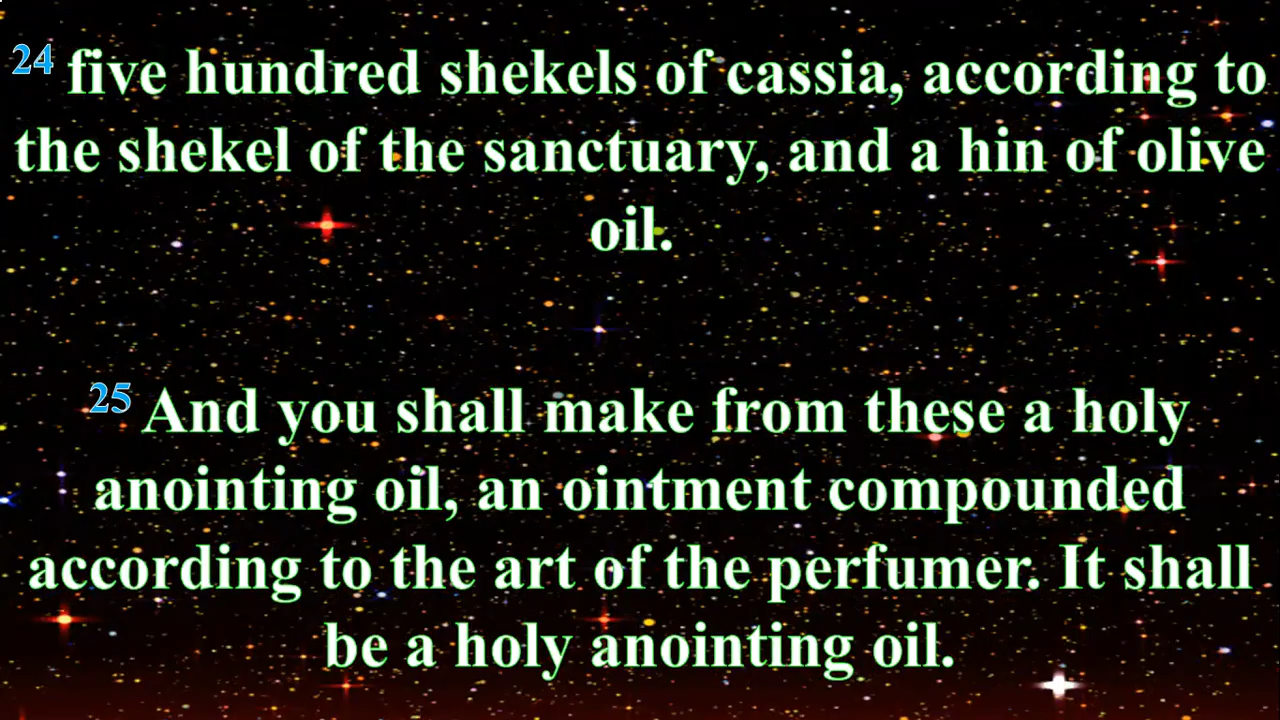 24 five hundred shekels of cassia, according to
the shekel of the sanctuary, and a hin of olive
oil.
25 And you shall make from these a holy
anointing oil, an ointment compounded
according to the art of the perfumer. It shall
be a holy anointing oil.